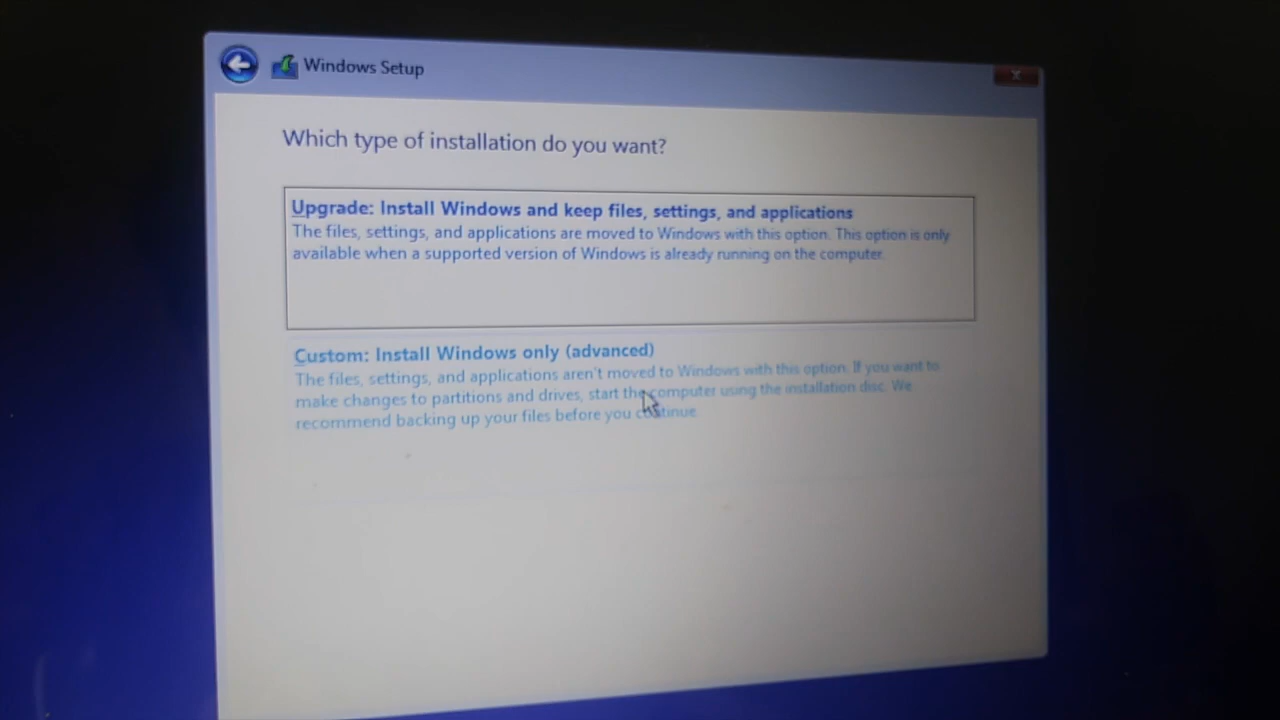 Windows Setup
Which type of installation do you want?
Upgrade: Install Windows and keep files, settings, and applications
The files, settings, and applications are moved to Windows with this option. This option is only
available when a supported version of Windows is already running on the computer.
Custom: Install Windows only (advanced)
The files, settings, and applications aren't moved to Windows with this option. If you want to
make changes to partitions and drives, start the computer using the installation disc. We
recommend backing up your files before you continue.